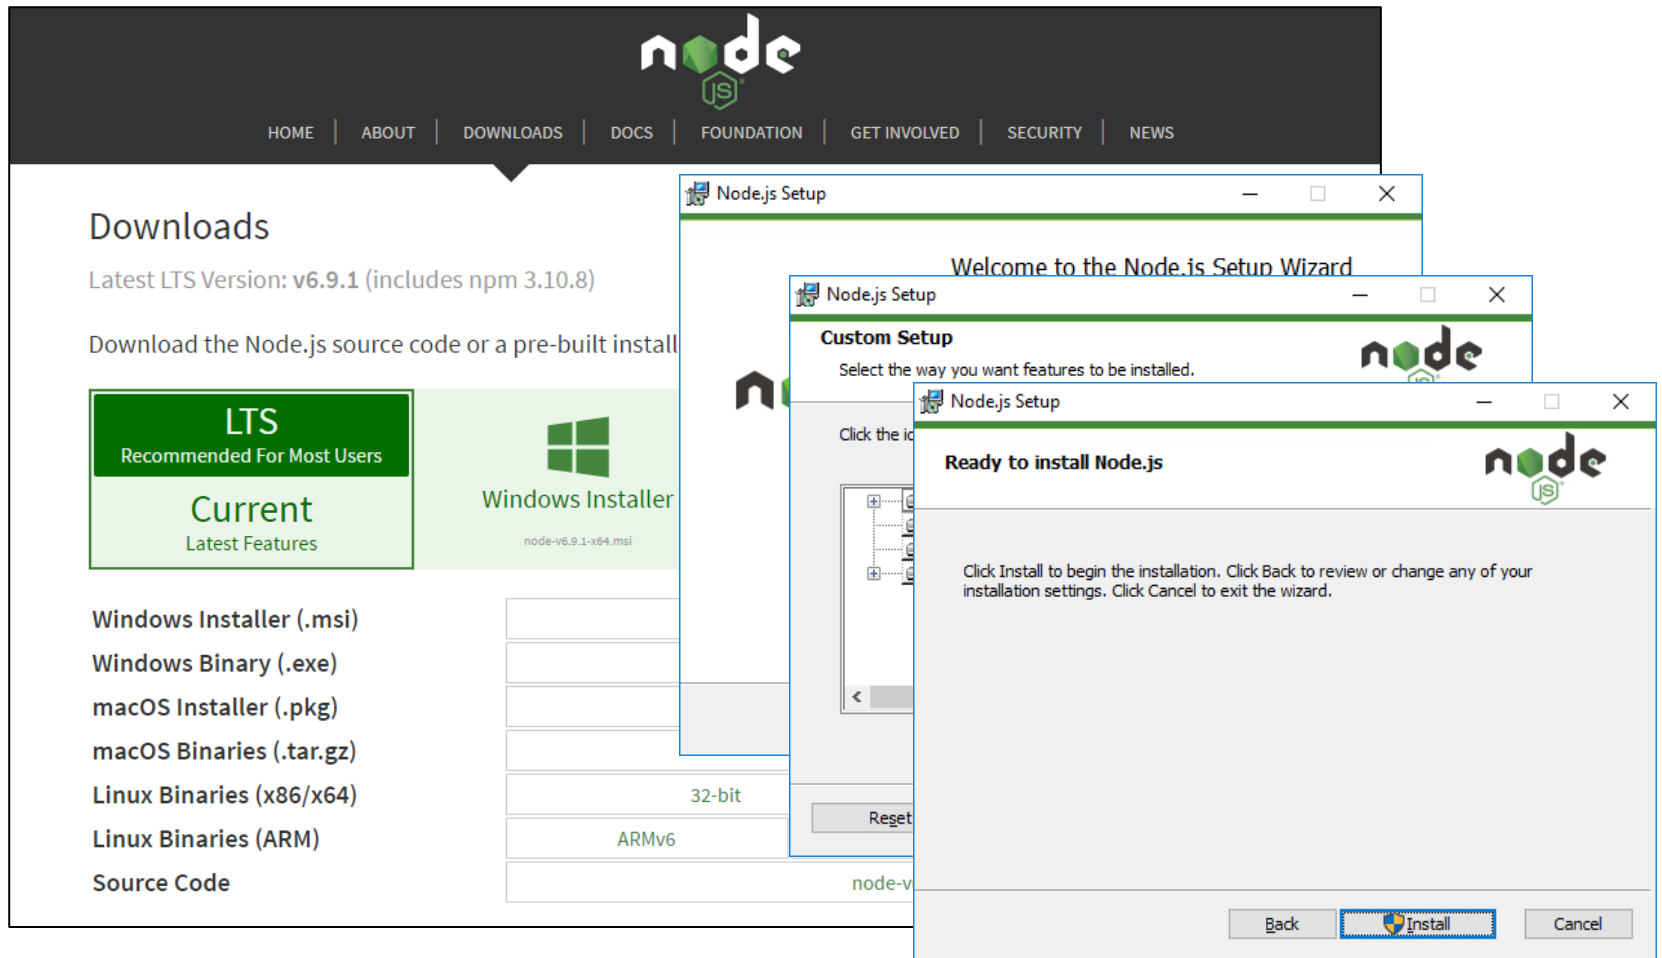 node
JS
HOME
ABOUT
DOWNLOADS
DOCS
FOUNDATION
GET INVOLVED
SECURITY
NEWS
Downloads
Latest LTS Version: v6.9.1 (includes npm 3.10.8)
Download the Node.js source code or a pre-built install
LTS
Recommended For Most Users
Current
Latest Features
Windows Installer
node-v6.9.1-x64.msi
Windows Installer (.msi)
Windows Binary (.exe)
macOS Installer (.pkg)
macOS Binaries (.tar.gz)
Linux Binaries (x86/x64)
32-bit
Linux Binaries (ARM)
ARMv6
Source Code
node-v
Node.js Setup
Welcome to the Node.js Setup Wizard
Node.js Setup
Custom Setup
Select the way you want features to be installed.
node
Click the
Reset
Node.js Setup
Ready to install Node.js
node
JS
Click Install to begin the installation. Click Back to review or change any of your
installation settings. Click Cancel to exit the wizard.
Back
Install
Cancel